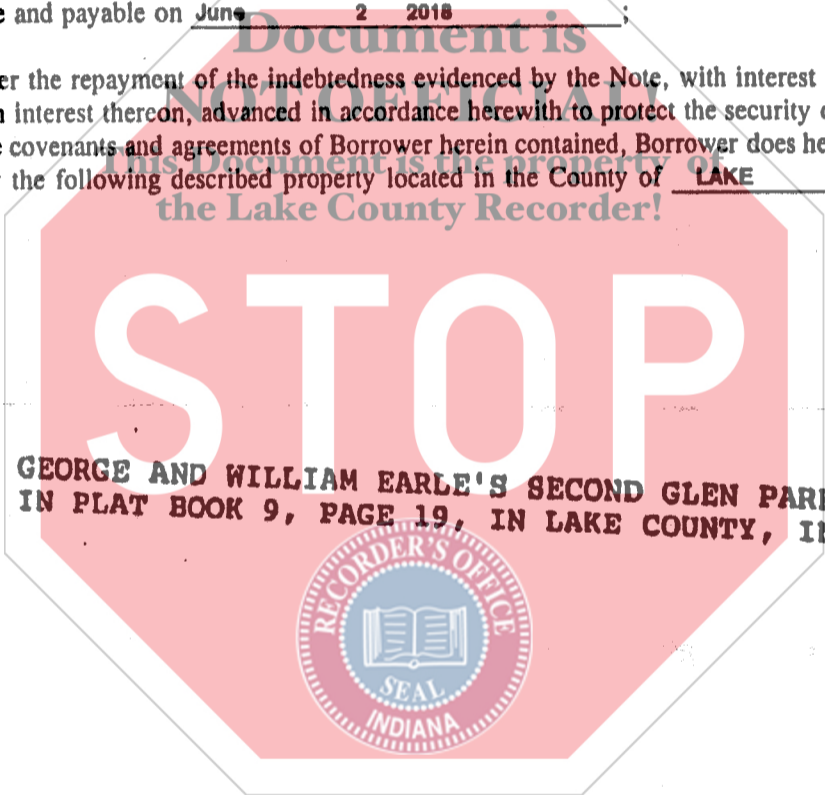 e and payable on June 2 2018 ;
Document is
er the repayment of the indebtedness evidenced by the Note, with interest
NOT OFFICIAL!
n interest thereon, advanced in accordance herewith to protect the security o
e covenants and agreements of Borrower herein contained, Borrower does he
This Document is the property of
the following described property located in the County of LAKE
the Lake County Recorder!
STOP
GEORGE AND WILLIAM EARLE'S SECOND GLEN PAR
IN PLAT BOOK 9, PAGE 19, IN LAKE COUNTY, IN
RECORDER'S OFFICE
SEAL
INDIANA